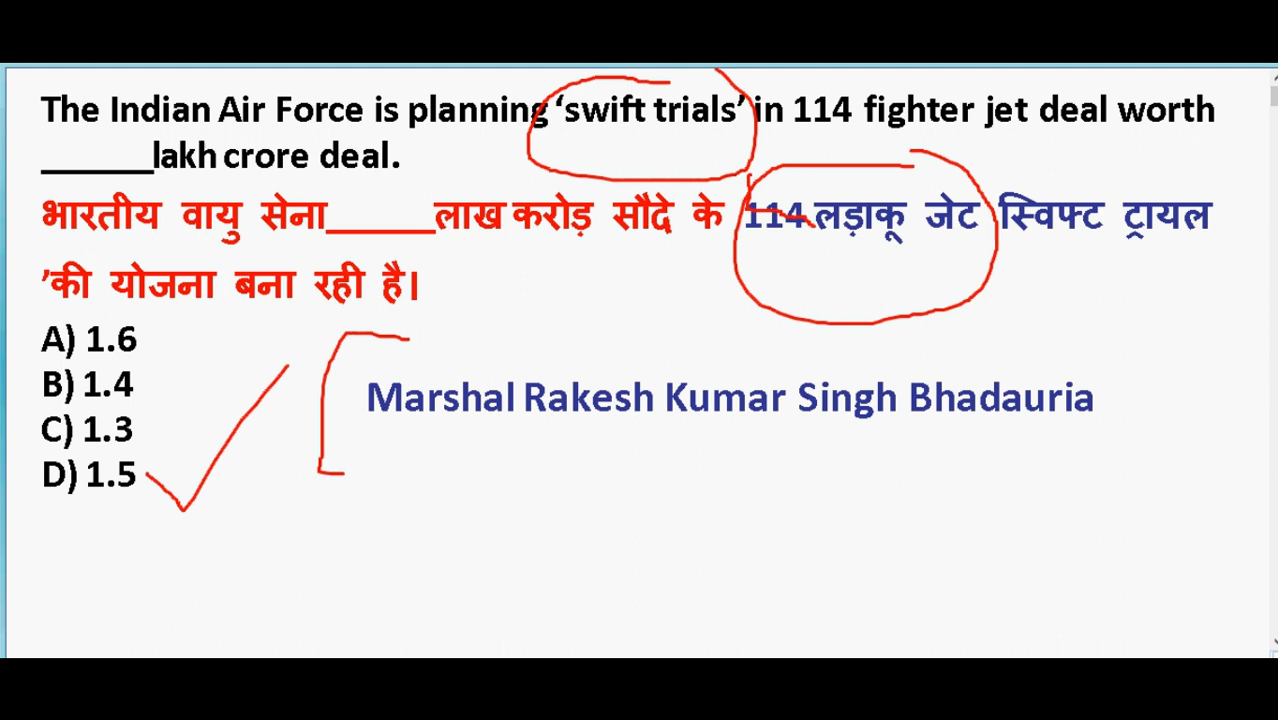 The Indian Air Force is planning ‘swift trials’ in 114 fighter jet deal worth
______lakh crore deal.
भारतीय वायु सेना______लाख करोड़ सौदे के 114 लड़ाकू जेट स्विफ्ट ट्रायल
’की योजना बना रही है।
A) 1.6
B) 1.4
Marshal Rakesh Kumar Singh Bhadauria
C) 1.3
D) 1.5